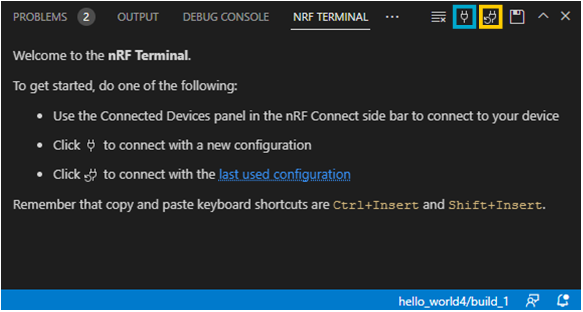 PROBLEMS 2 OUTPUT DEBUG CONSOLE NRF TERMINAL
Welcome to the nRF Terminal.
To get started, do one of the following:
• Use the Connected Devices panel in the nRF Connect side bar to connect to your device
• Click to connect with a new configuration
• Click to connect with the last used configuration
Remember that copy and paste keyboard shortcuts are Ctrl+Insert and Shift+Insert.
hello_world4/build_1